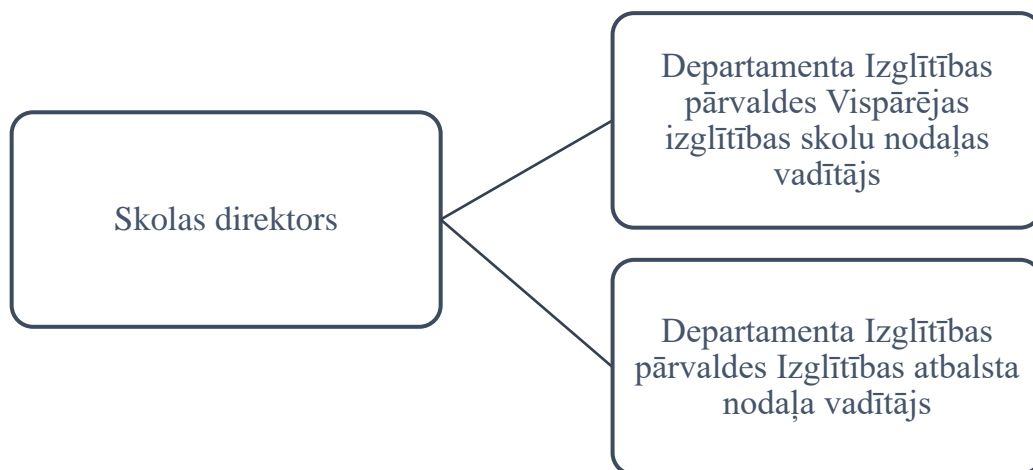 Skolas direktors
Departamenta Izglītības
pārvaldes Vispārējas
izglītības skolu nodaļas
vadītājs
Departamenta Izglītības
pārvaldes Izglītības atbalsta
nodaļa vadītājs